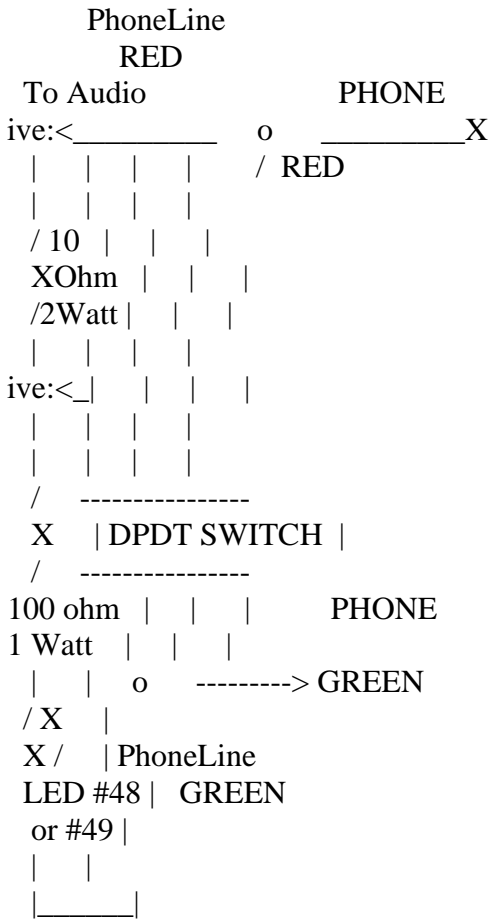 PhoneLine
RED
To Audio PHONE
ive:<_________ o _________X
| | | | / RED
| | | |
/ 10 | | |
XOhm | | |
/2Watt | | |
| | | |
ive:<_| | | |
| | | |
| | | |
/ ----------------
X | DPDT SWITCH |
/ ----------------
100 ohm | | | PHONE
1 Watt | | |
| | o ---------> GREEN
/ X |
X / | PhoneLine
LED #48 | GREEN
or #49 |
| |
|______|